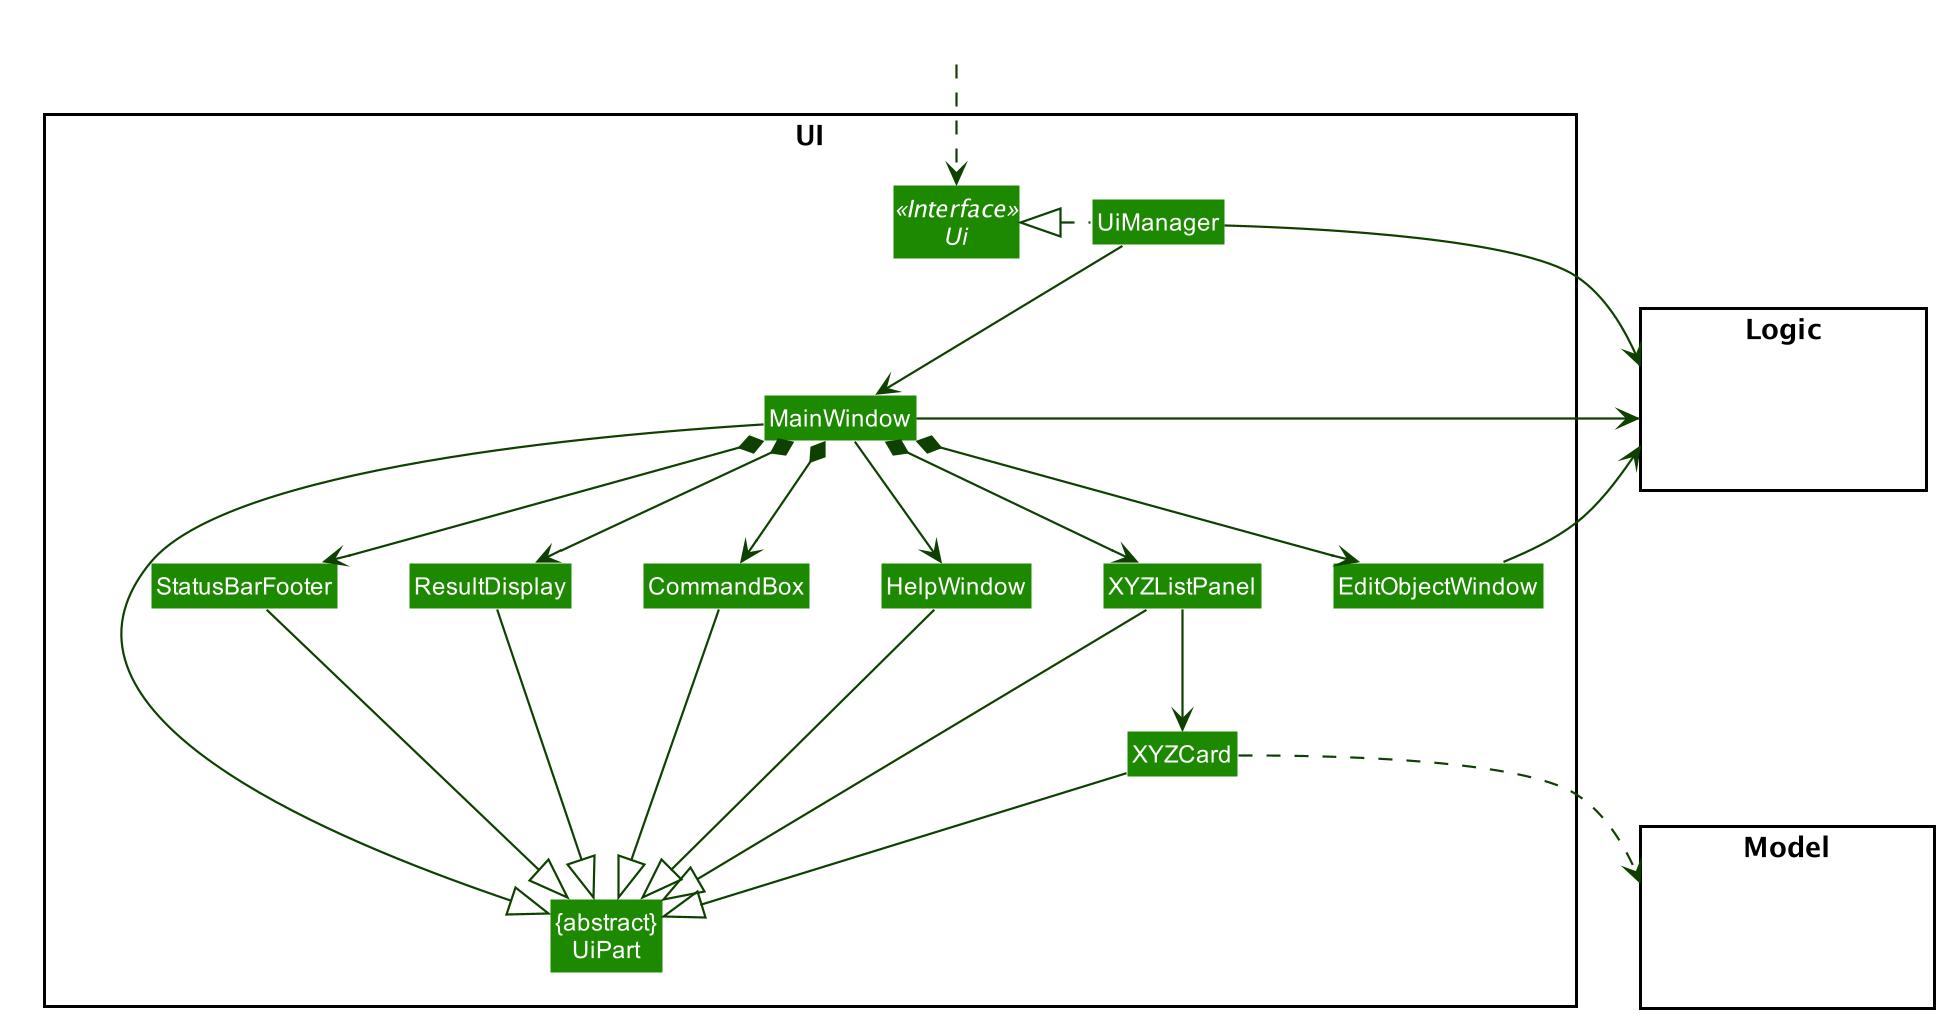 UI
«Interface»
Ui
UiManager
Logic
MainWindow
StatusBarFooter
ResultDisplay
CommandBox
HelpWindow
XYZListPanel
EditObjectWindow
XYZCard
Model
{abstract}
UiPart